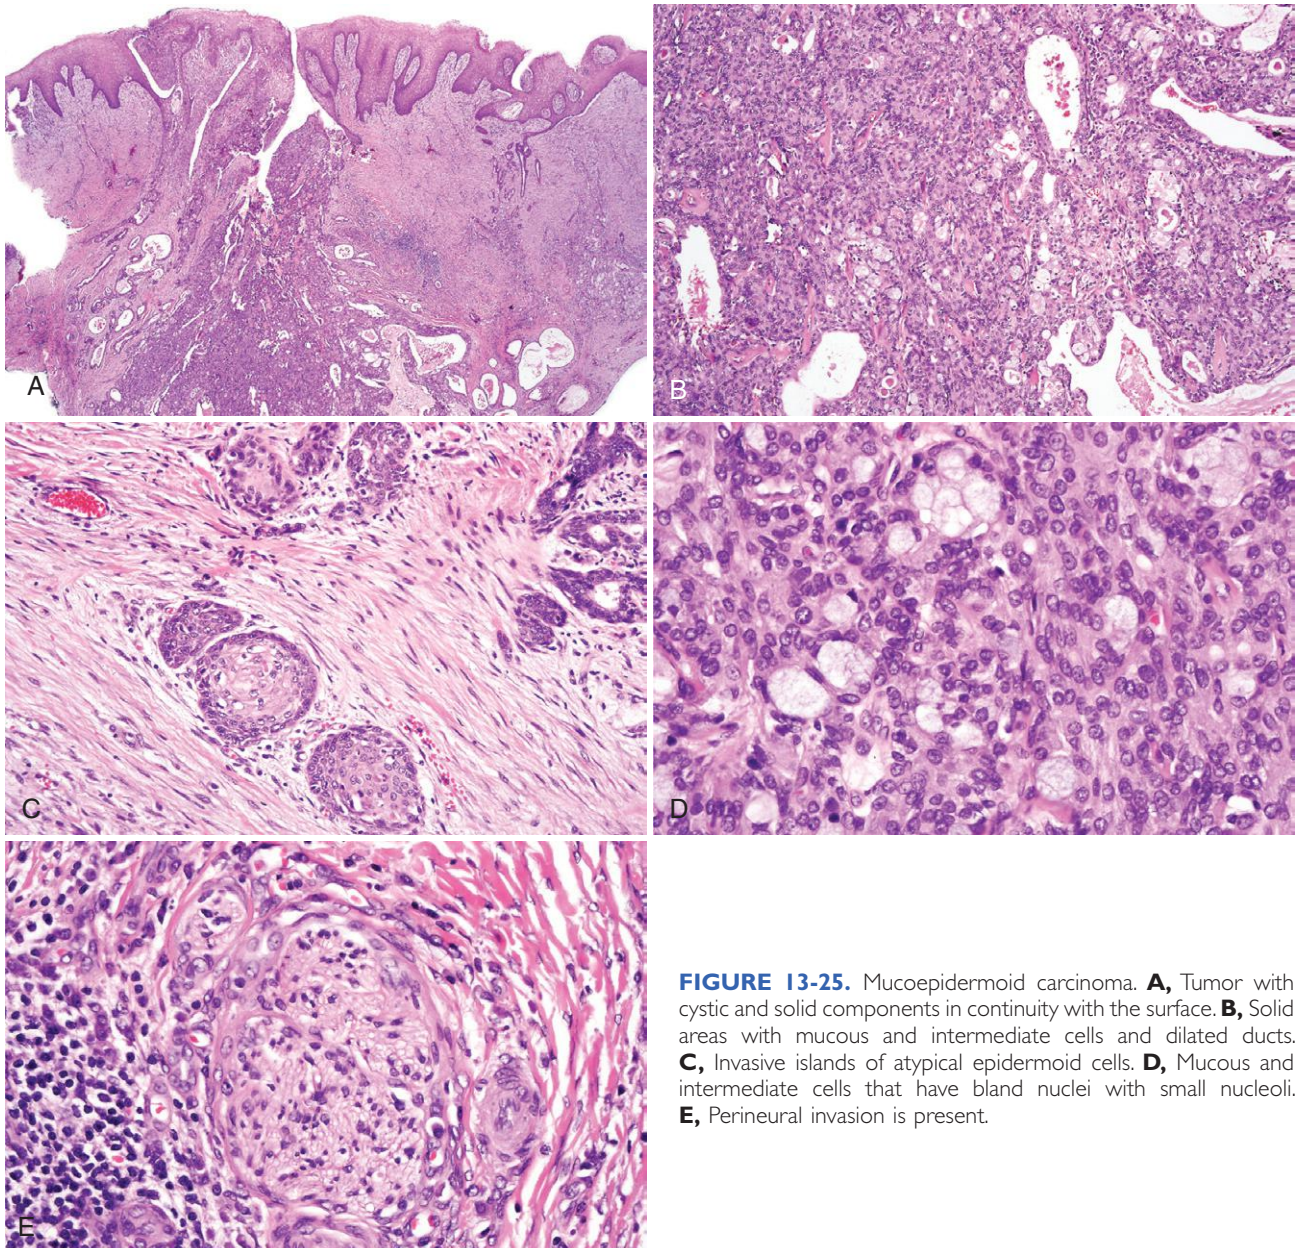 A
B
C
D
E
FIGURE 13-25. Mucoepidermoid carcinoma. A, Tumor with
cystic and solid components in continuity with the surface. B, Solid
areas with mucous and intermediate cells and dilated ducts.
C, Invasive islands of atypical epidermoid cells. D, Mucous and
intermediate cells that have bland nuclei with small nucleoli.
E, Perineural invasion is present.